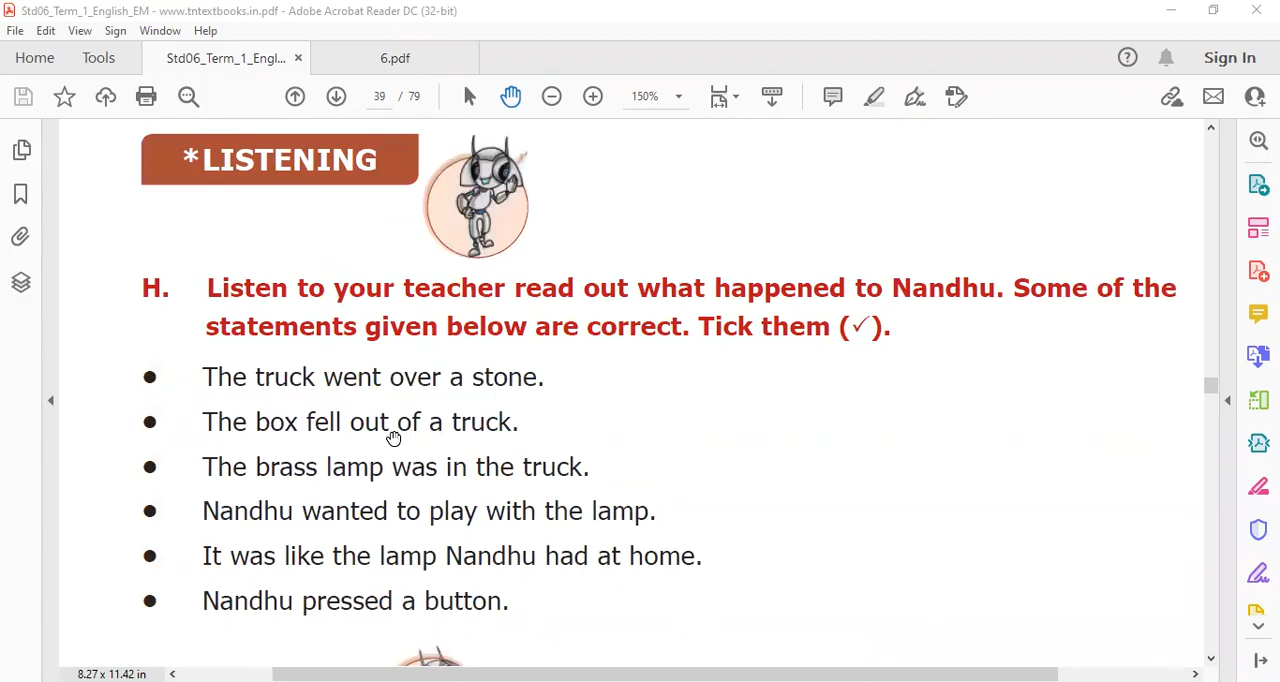 Std06_Term_1_English_EM - www.tntextbooks.in.pdf - Adobe Acrobat Reader DC (32-bit)
File Edit View Sign Window Help
Home Tools Std06_Term_1_Engl... × 6.pdf Sign In
39 / 79 150%
*LISTENING
H. Listen to your teacher read out what happened to Nandhu. Some of the
statements given below are correct. Tick them (✓).
● The truck went over a stone.
● The box fell out of a truck.
● The brass lamp was in the truck.
● Nandhu wanted to play with the lamp.
● It was like the lamp Nandhu had at home.
● Nandhu pressed a button.
8.27 x 11.42 in